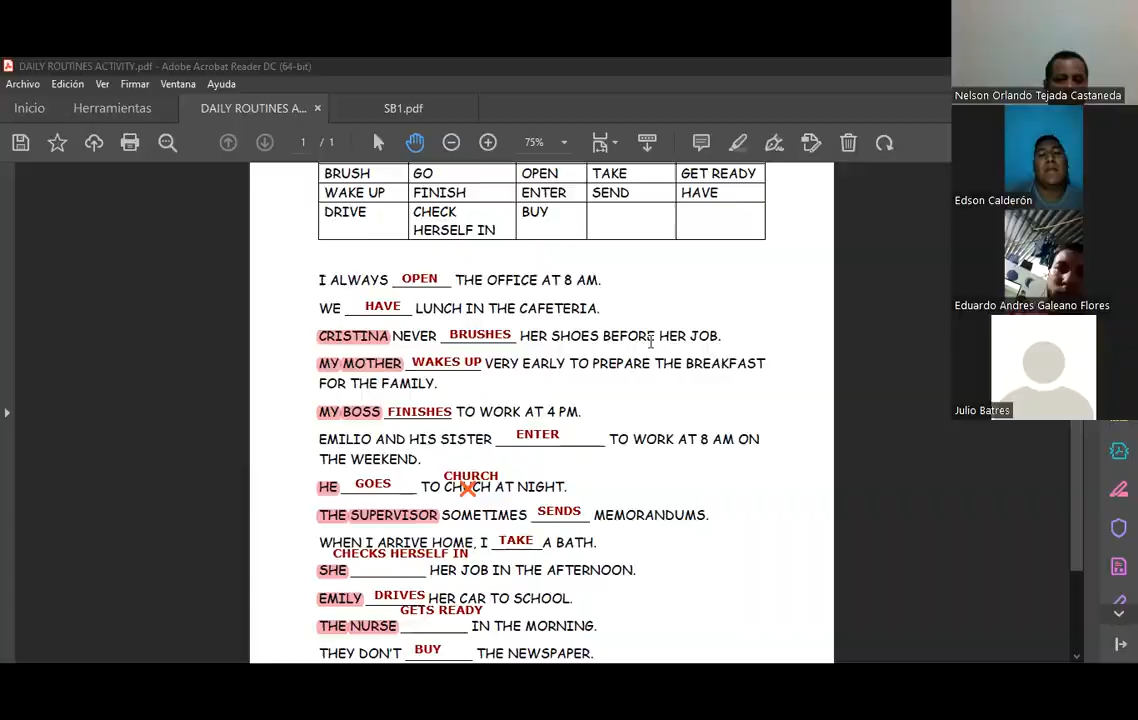 DAILY ROUTINES ACTIVITY.pdf - Adobe Acrobat Reader DC (64-bit)
Archivo Edición Ver Firmar Ventana Ayuda
Inicio Herramientas DAILY ROUTINES A... × SB1.pdf
1 / 1 75%
BRUSH GO OPEN TAKE GET READY
WAKE UP FINISH ENTER SEND HAVE
DRIVE CHECK BUY
HERSELF IN
I ALWAYS OPEN THE OFFICE AT 8 AM.
WE HAVE LUNCH IN THE CAFETERIA.
CRISTINA NEVER BRUSHES HER SHOES BEFORE HER JOB.
MY MOTHER WAKES UP VERY EARLY TO PREPARE THE BREAKFAST
FOR THE FAMILY.
MY BOSS FINISHES TO WORK AT 4 PM.
EMILIO AND HIS SISTER ENTER TO WORK AT 8 AM ON
THE WEEKEND.
CHURCH
HE GOES TO CHUCH AT NIGHT.
THE SUPERVISOR SOMETIMES SENDS MEMORANDUMS.
WHEN I ARRIVE HOME, I TAKE A BATH.
CHECKS HERSELF IN
SHE HER JOB IN THE AFTERNOON.
EMILY DRIVES HER CAR TO SCHOOL.
GETS READY
THE NURSE IN THE MORNING.
THEY DON'T BUY THE NEWSPAPER.
Nelson Orlando Tejada Castaneda
Edson Calderón
Eduardo Andres Galeano Flores
Julio Batres